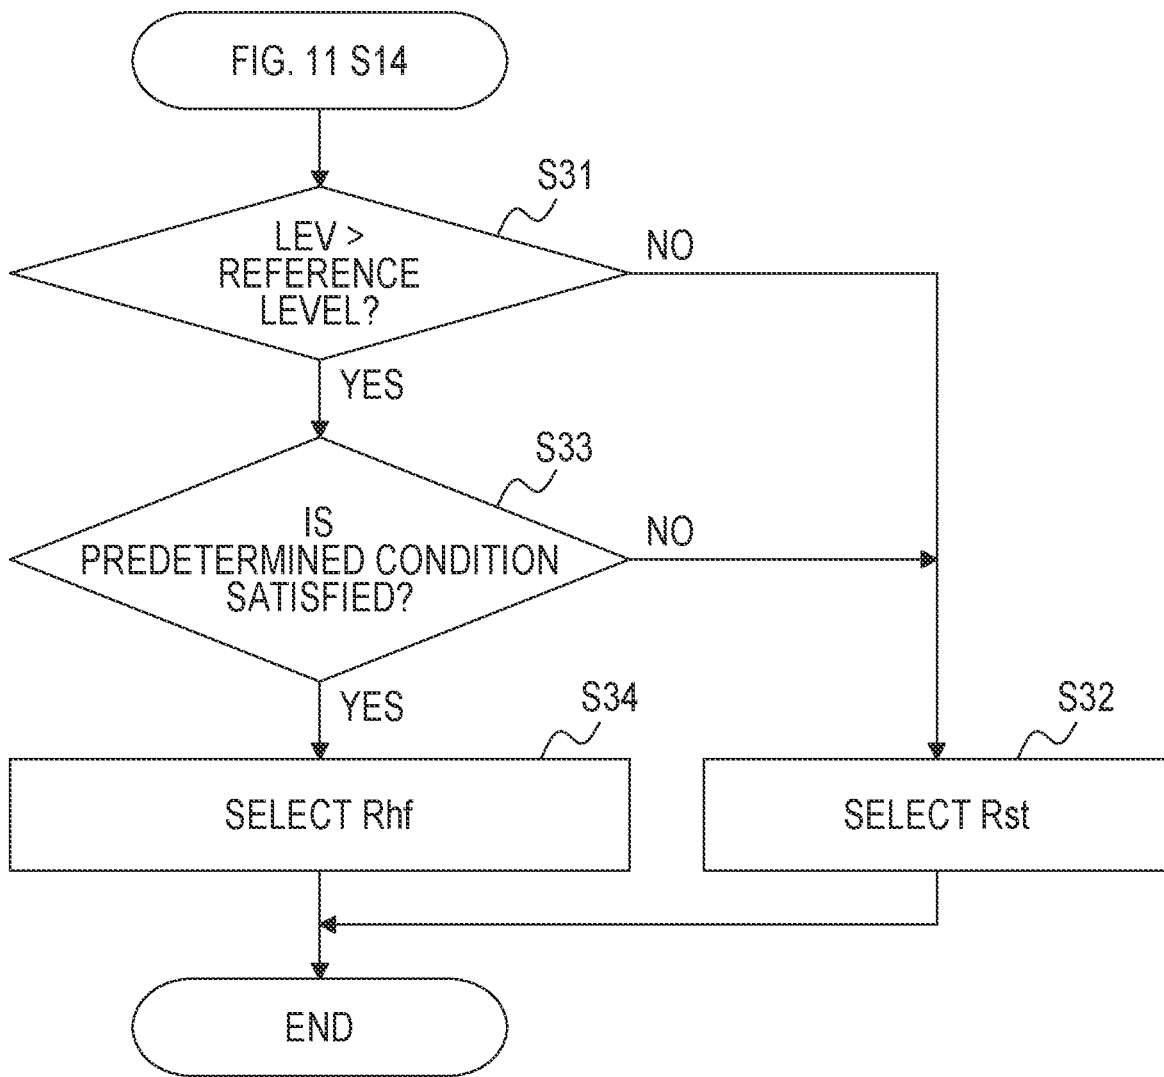 FIG. 11 S14
S31
LEV >
REFERENCE
LEVEL?
NO
YES
S33
IS
PREDETERMINED CONDITION
SATISFIED?
NO
YES
S34
S32
SELECT Rhf
SELECT Rst
END